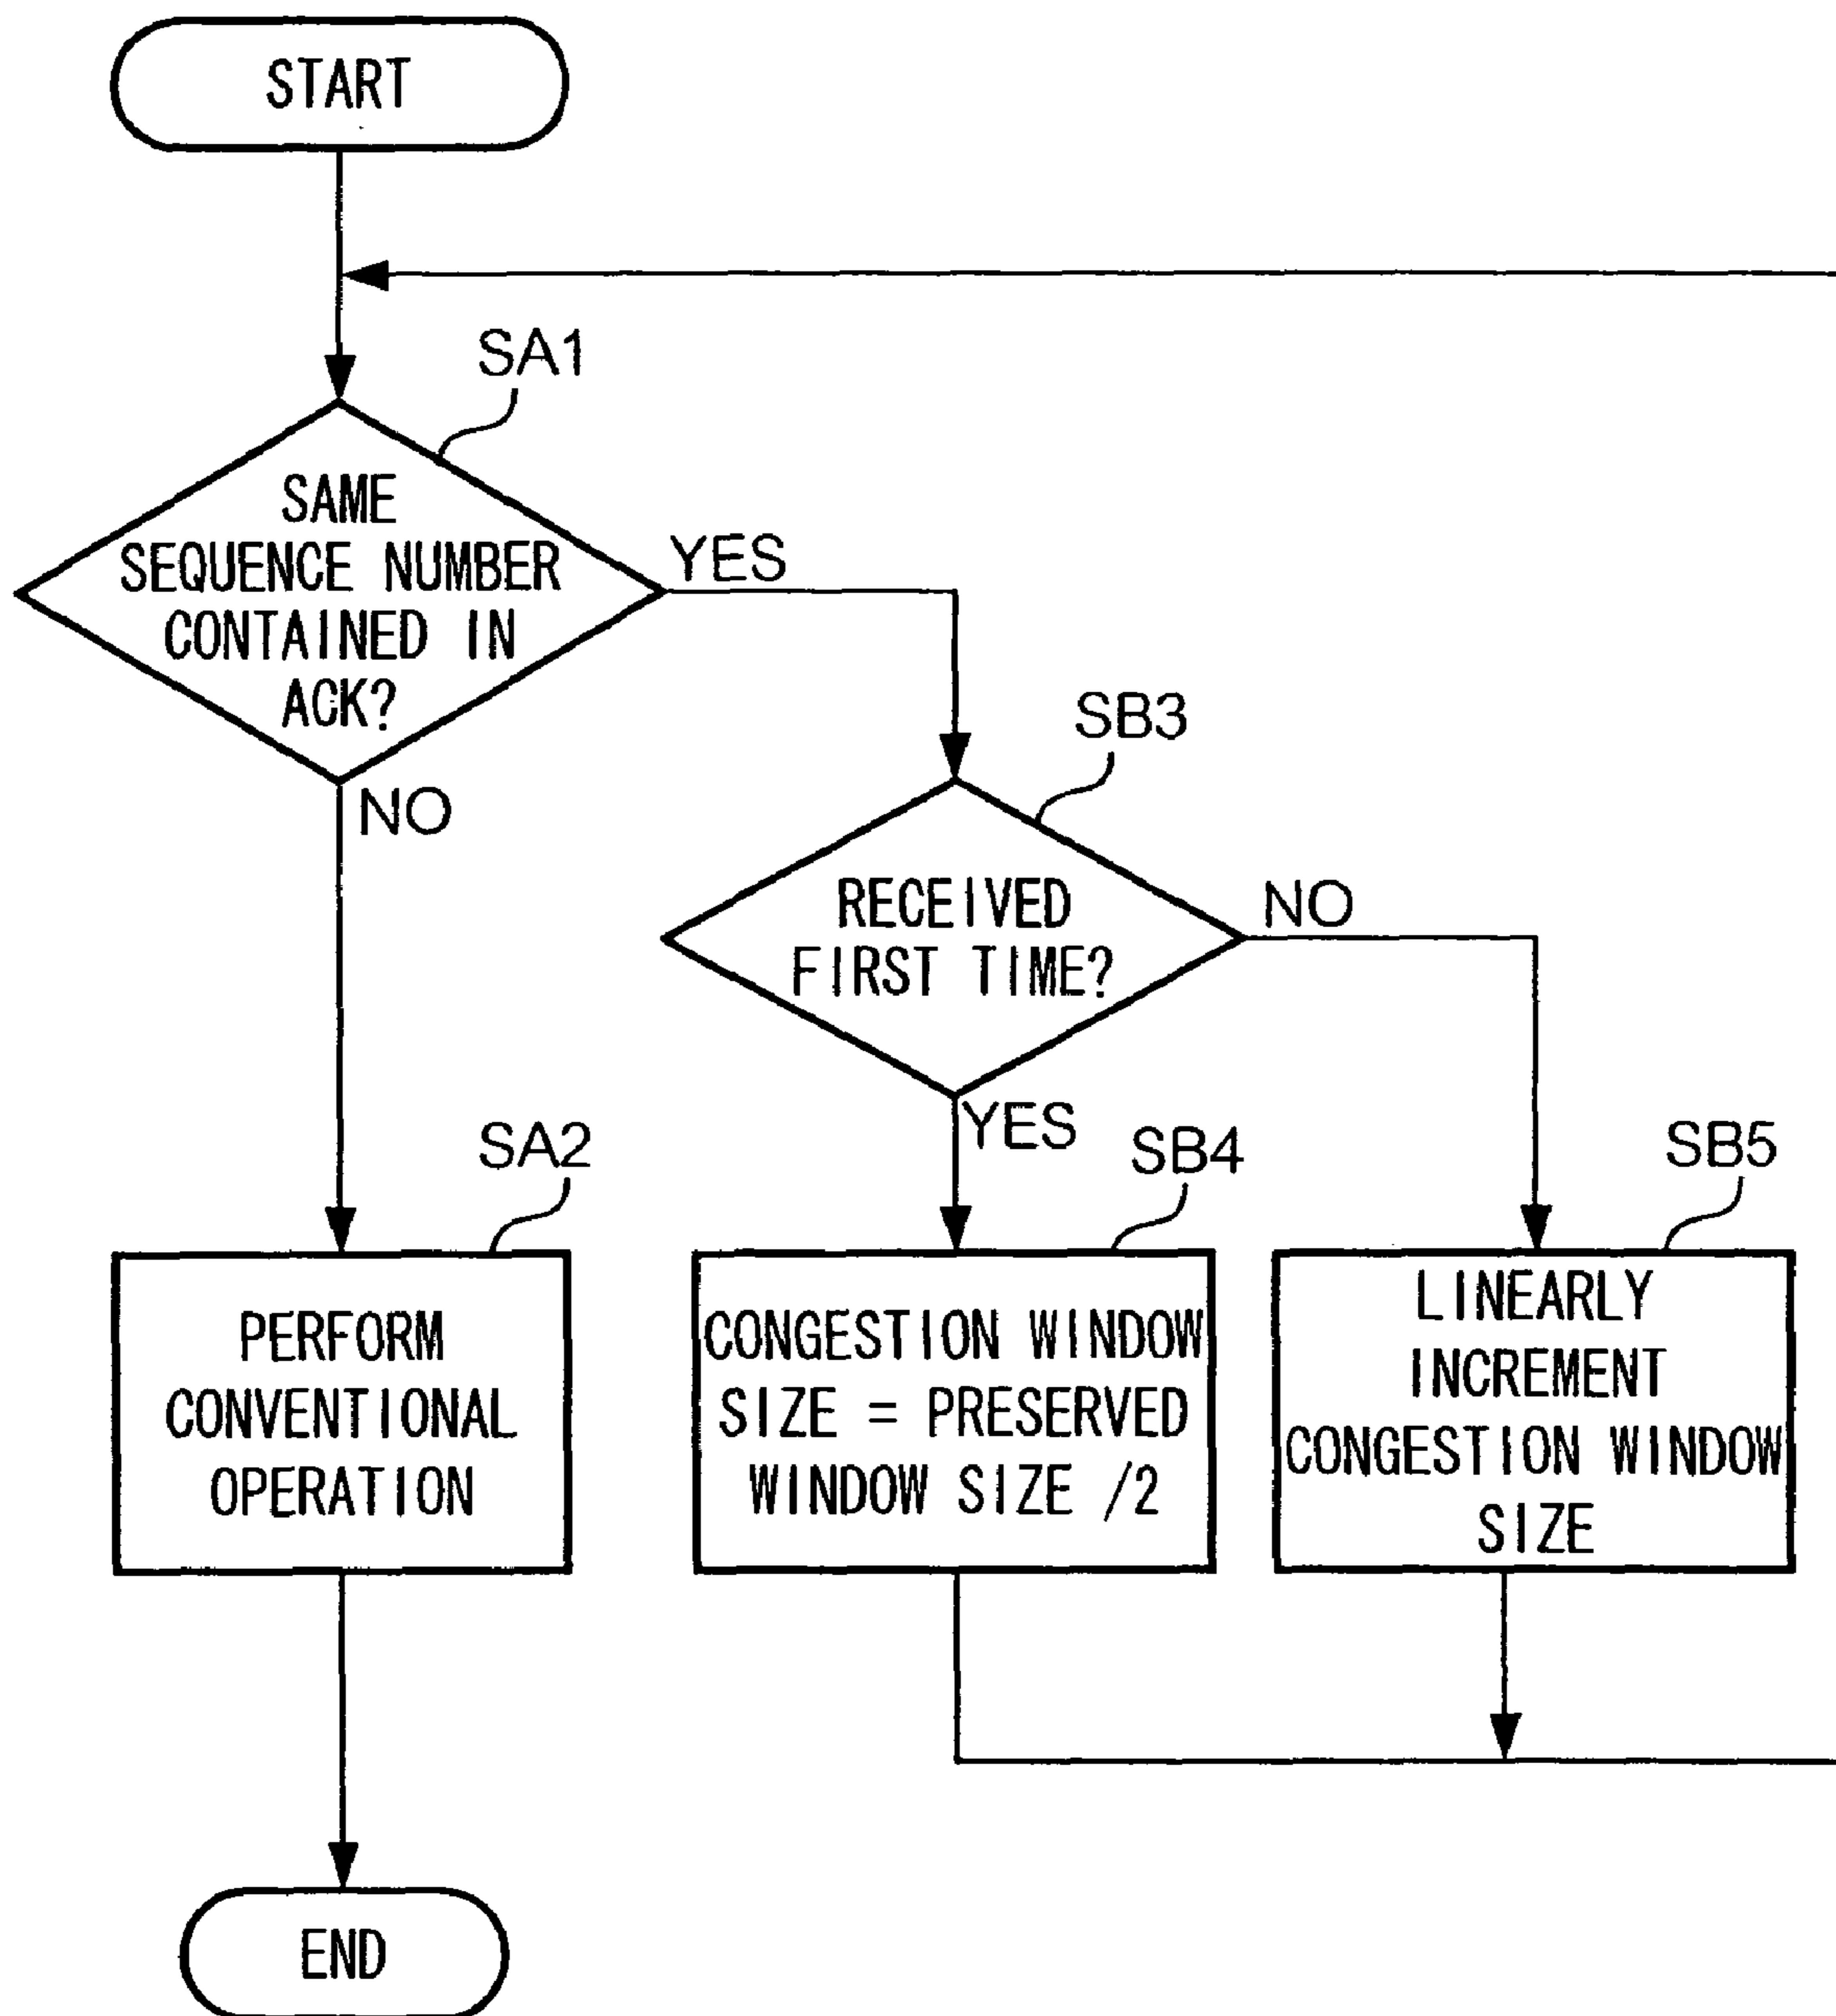 START
SA1
SAME
SEQUENCE NUMBER
CONTAINED IN
ACK?
YES
NO
SB3
RECEIVED
FIRST TIME?
NO
YES
SA2
PERFORM
CONVENTIONAL
OPERATION
SB4
CONGESTION WINDOW
SIZE = PRESERVED
WINDOW SIZE /2
SB5
LINEARLY
INCREMENT
CONGESTION WINDOW
SIZE
END